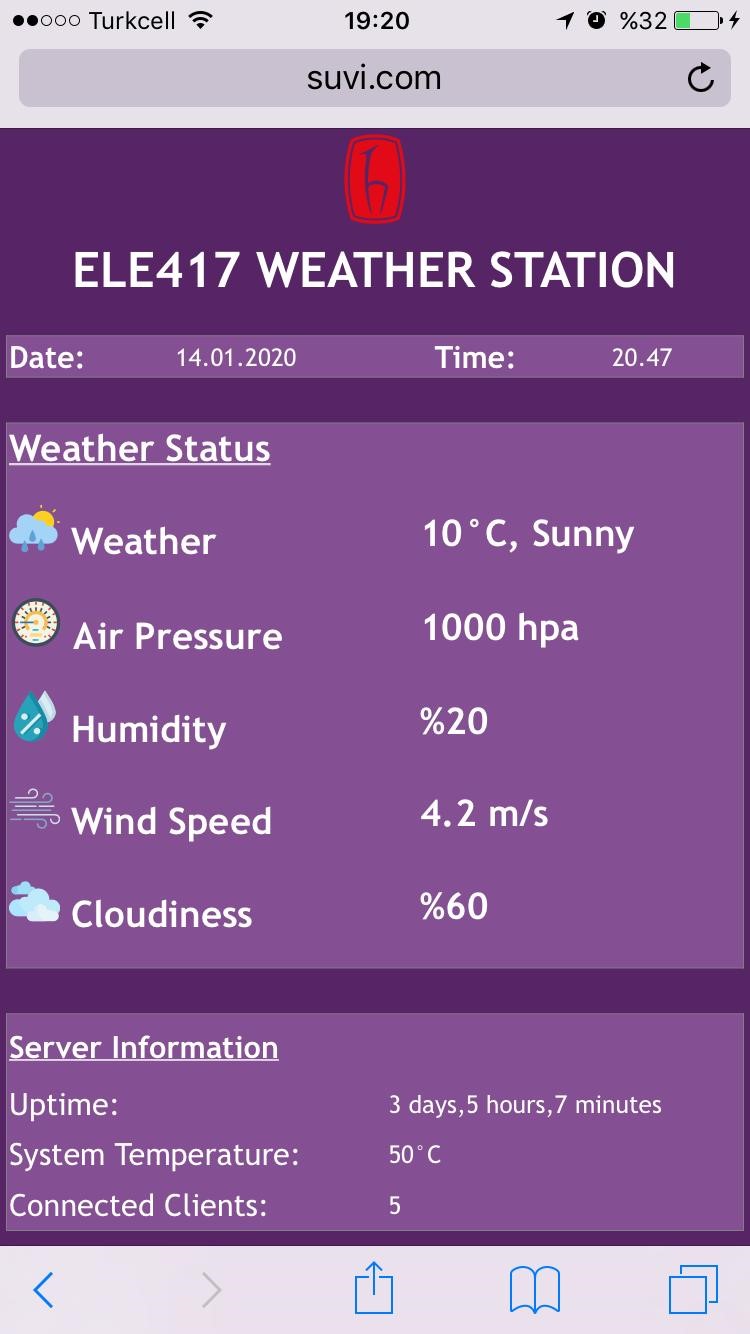 Turkcell 19:20 %32
suvi.com
ELE417 WEATHER STATION
Date: 14.01.2020 Time: 20.47
Weather Status
Weather 10°C, Sunny
Air Pressure 1000 hpa
Humidity %20
Wind Speed 4.2 m/s
Cloudiness %60
Server Information
Uptime: 3 days,5 hours,7 minutes
System Temperature: 50°C
Connected Clients: 5